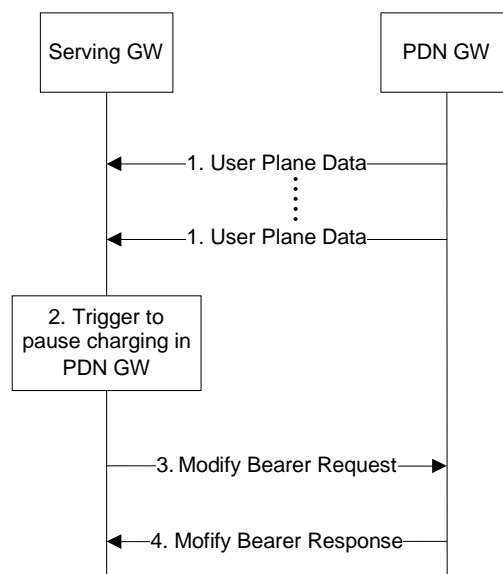 Serving GW
PDN GW
1. User Plane Data
1. User Plane Data
2. Trigger to
pause charging in
PDN GW
3. Modify Bearer Request
4. Mofify Bearer Response